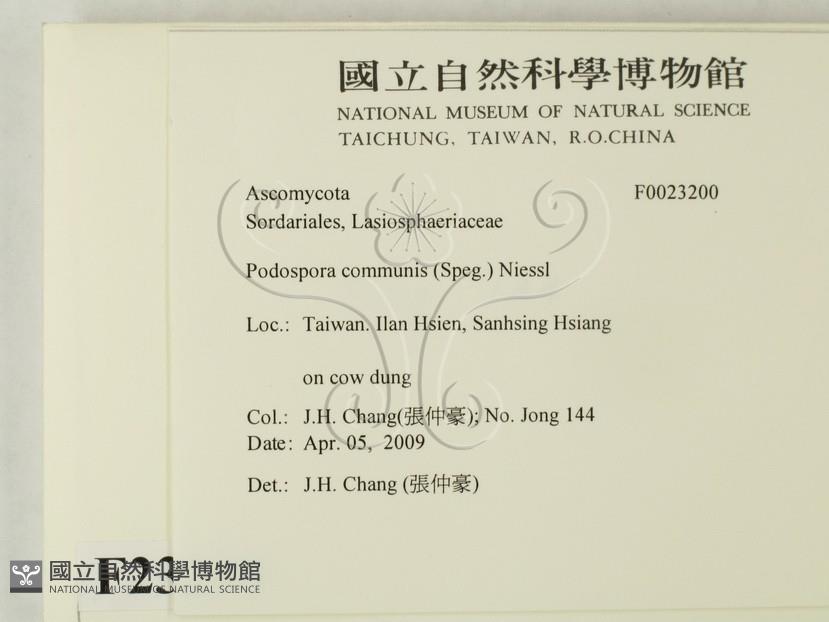 國立自然科學博物館
NATIONAL MUSEUM OF NATURAL SCIENCE
TAICHUNG, TAIWAN, R.O.CHINA
Ascomycota F0023200
Sordariales, Lasiosphaeriaceae
Podospora communis (Speg.) Niessl
Loc.: Taiwan. Ilan Hsien, Sanhsing Hsiang
on cow dung
Col.: J.H. Chang(張仲豪); No. Jong 144
Date: Apr. 05, 2009
Det.: J.H. Chang (張仲豪)
F23
國立自然科學博物館
NATIONAL MUSEUM OF NATURAL SCIENCE